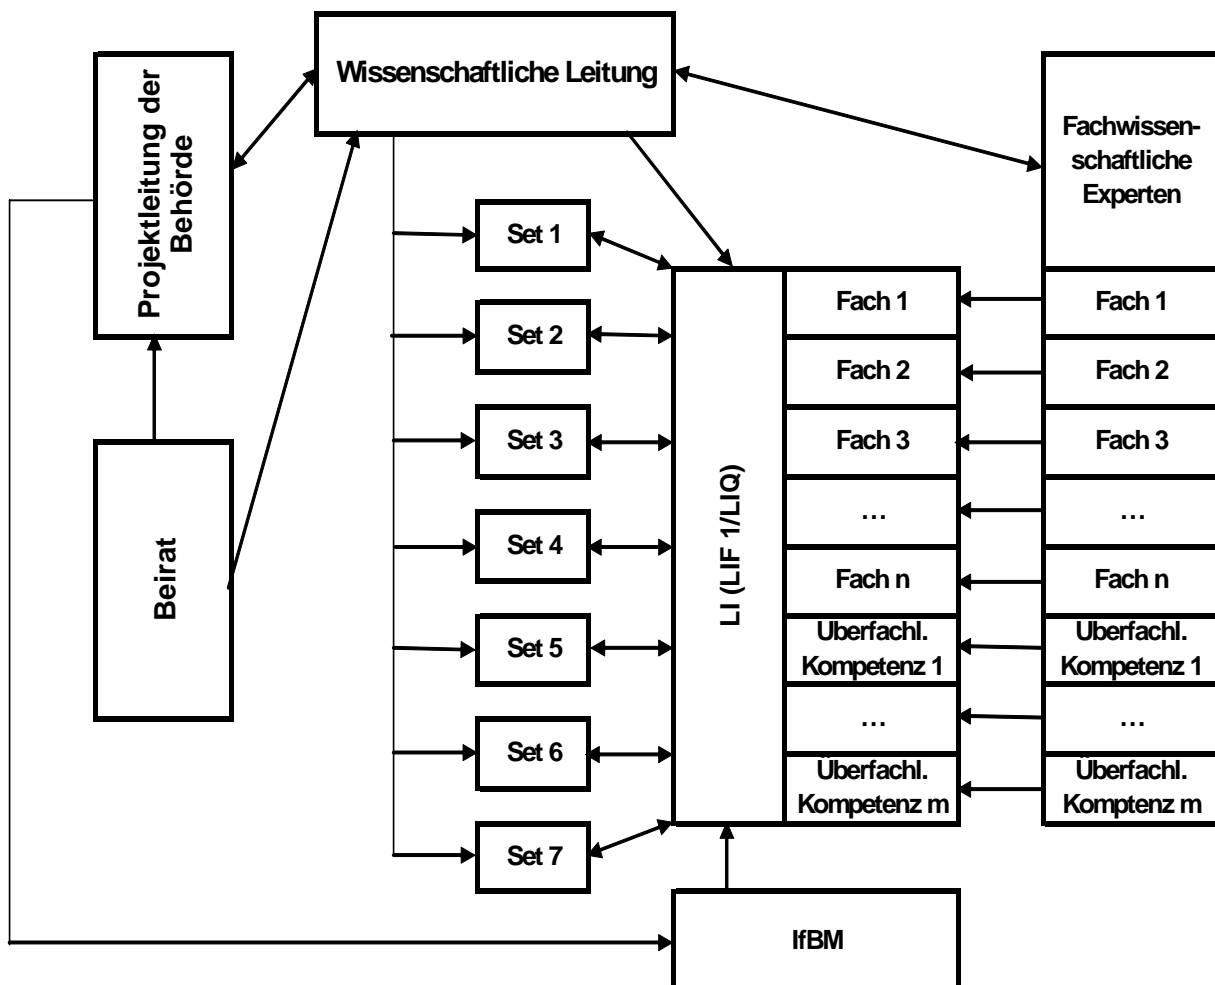 Wissenschaftliche Leitung
Projektleitung der
Behörde
Beirat
Fachwissen-
schaftliche
Experten
Set 1
Set 2
Set 3
Set 4
Set 5
Set 6
Set 7
LI (LIF 1/LIQ)
Fach 1
Fach 2
Fach 3
...
Fach n
Überfachl.
Kompetenz 1
...
Überfachl.
Kompetenz m
Fach 1
Fach 2
Fach 3
...
Fach n
Überfachl.
Kompetenz 1
...
Überfachl.
Komptenz m
IfBM